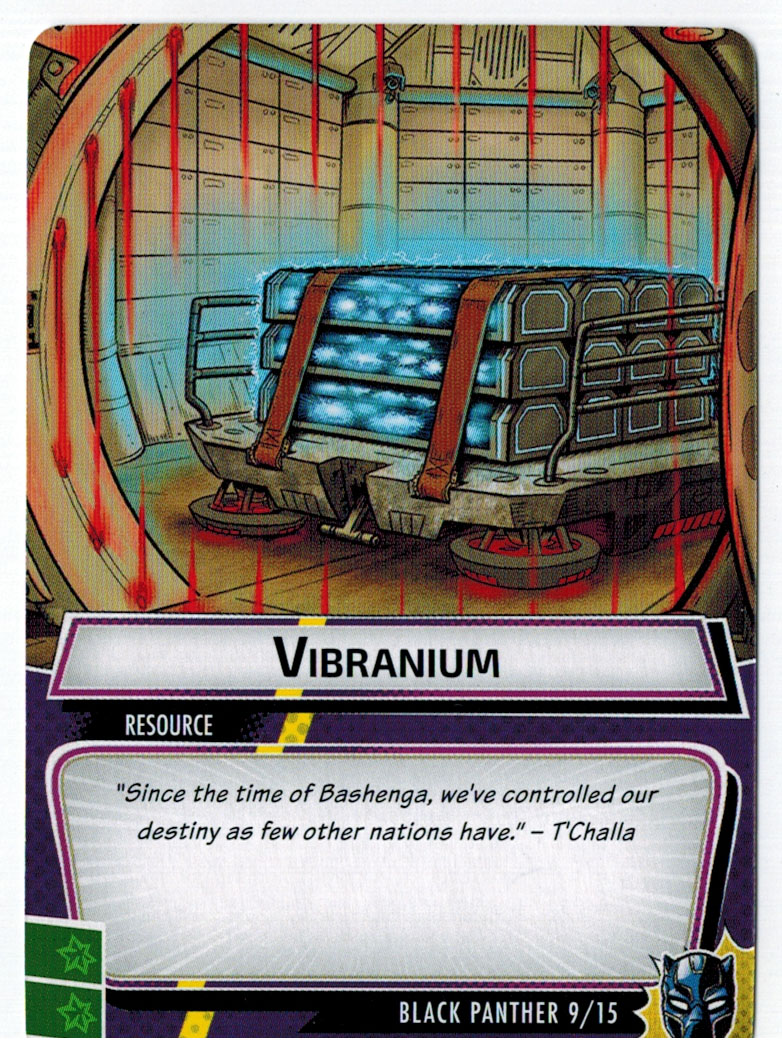 VIBRANIUM
RESOURCE
"Since the time of Bashenga, we've controlled our
destiny as few other nations have." – T'Challa
BLACK PANTHER 9/15